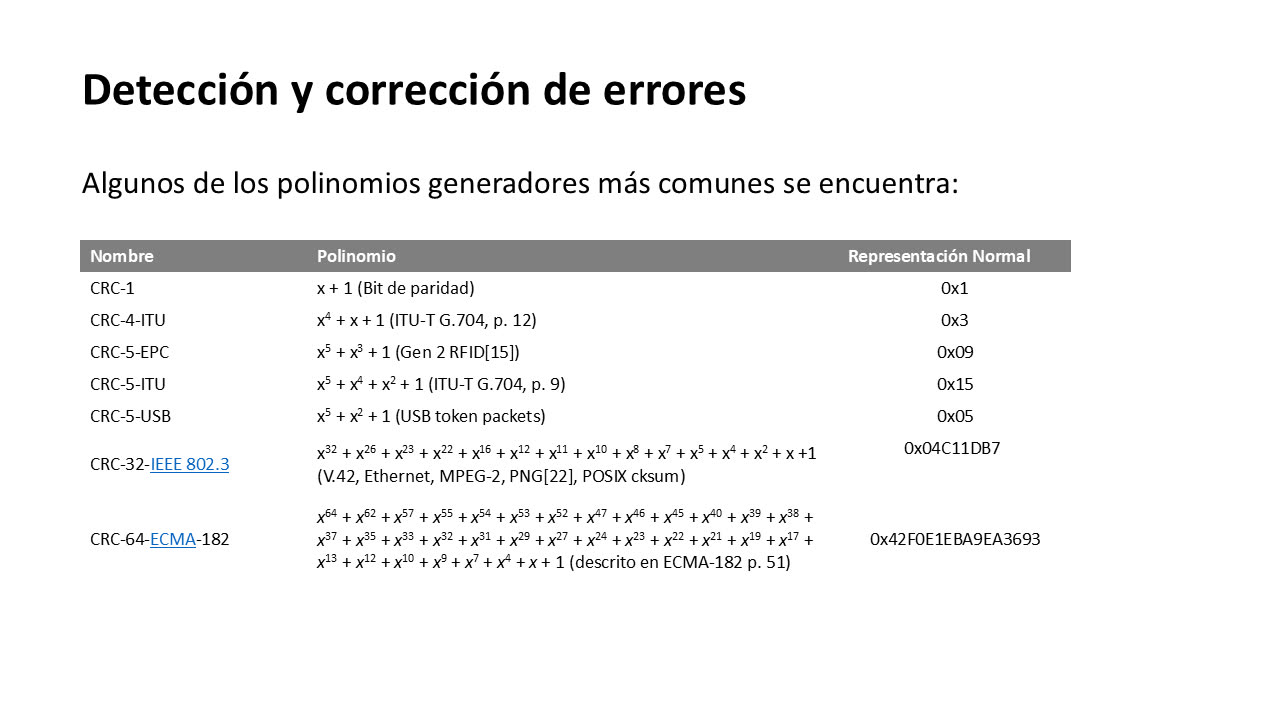 Detección y corrección de errores
Algunos de los polinomios generadores más comunes se encuentra:
Nombre Polinomio Representación Normal
CRC-1 x + 1 (Bit de paridad) 0x1
CRC-4-ITU x⁴ + x + 1 (ITU-T G.704, p. 12) 0x3
CRC-5-EPC x⁵ + x³ + 1 (Gen 2 RFID[15]) 0x09
CRC-5-ITU x⁵ + x⁴ + x² + 1 (ITU-T G.704, p. 9) 0x15
CRC-5-USB x⁵ + x² + 1 (USB token packets) 0x05
CRC-32-IEEE 802.3 x³² + x²⁶ + x²³ + x²² + x¹⁶ + x¹² + x¹¹ + x¹⁰ + x⁸ + x⁷ + x⁵ + x⁴ + x² + x +1 0x04C11DB7
(V.42, Ethernet, MPEG-2, PNG[22], POSIX cksum)
x⁶⁴ + x⁶² + x⁵⁷ + x⁵⁵ + x⁵⁴ + x⁵³ + x⁵² + x⁴⁷ + x⁴⁶ + x⁴⁵ + x⁴⁰ + x³⁹ + x³⁸ +
CRC-64-ECMA-182 x³⁷ + x³⁵ + x³³ + x³² + x³¹ + x²⁹ + x²⁷ + x²⁴ + x²³ + x²² + x²¹ + x¹⁹ + x¹⁷ + 0x42F0E1EBA9EA3693
x¹³ + x¹² + x¹⁰ + x⁹ + x⁷ + x⁴ + x + 1 (descrito en ECMA-182 p. 51)